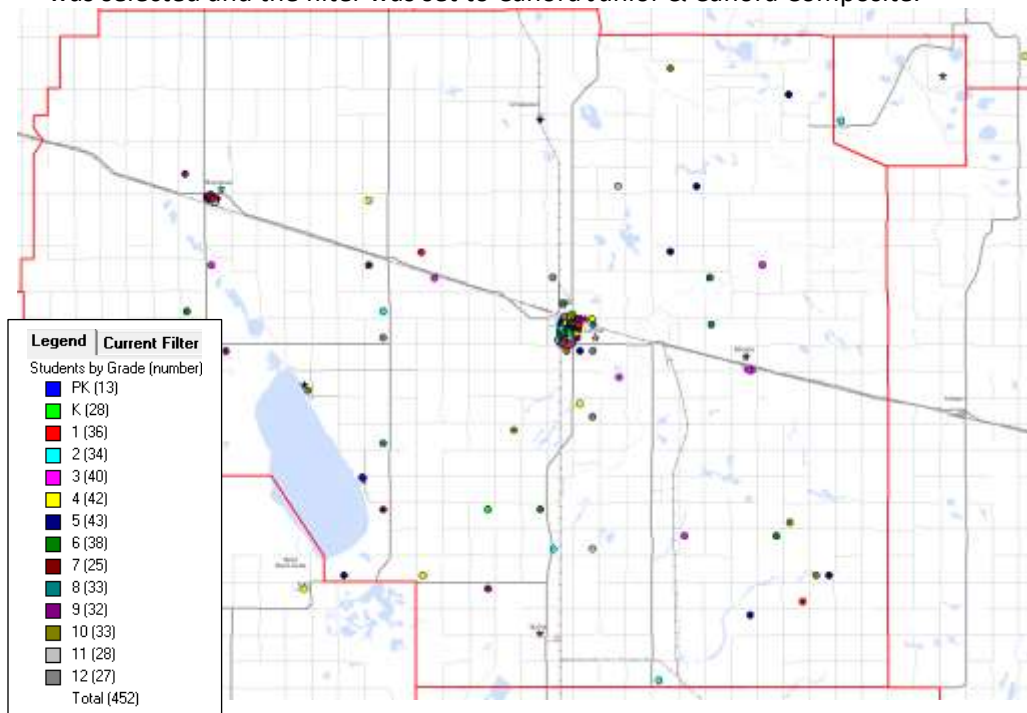 was selected and the filter was set to Canora Junior & Canora Composite.
Legend Current Filter
Students by Grade (number)
PK (13)
K (28)
1 (36)
2 (34)
3 (40)
4 (42)
5 (43)
6 (38)
7 (25)
8 (33)
9 (32)
10 (33)
11 (28)
12 (27)
Total (452)